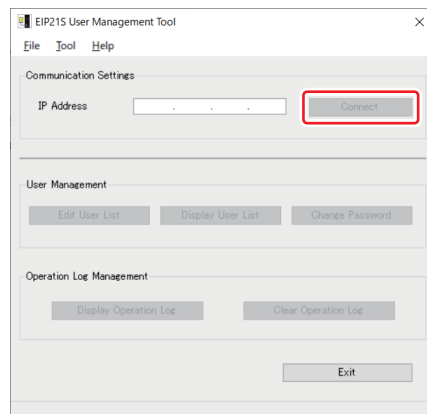 EIP21S User Management Tool
File Tool Help
Communication Settings
IP Address . . . Connect
User Management
Edit User List Display User List Change Password
Operation Log Management
Display Operation Log Clear Operation Log
Exit